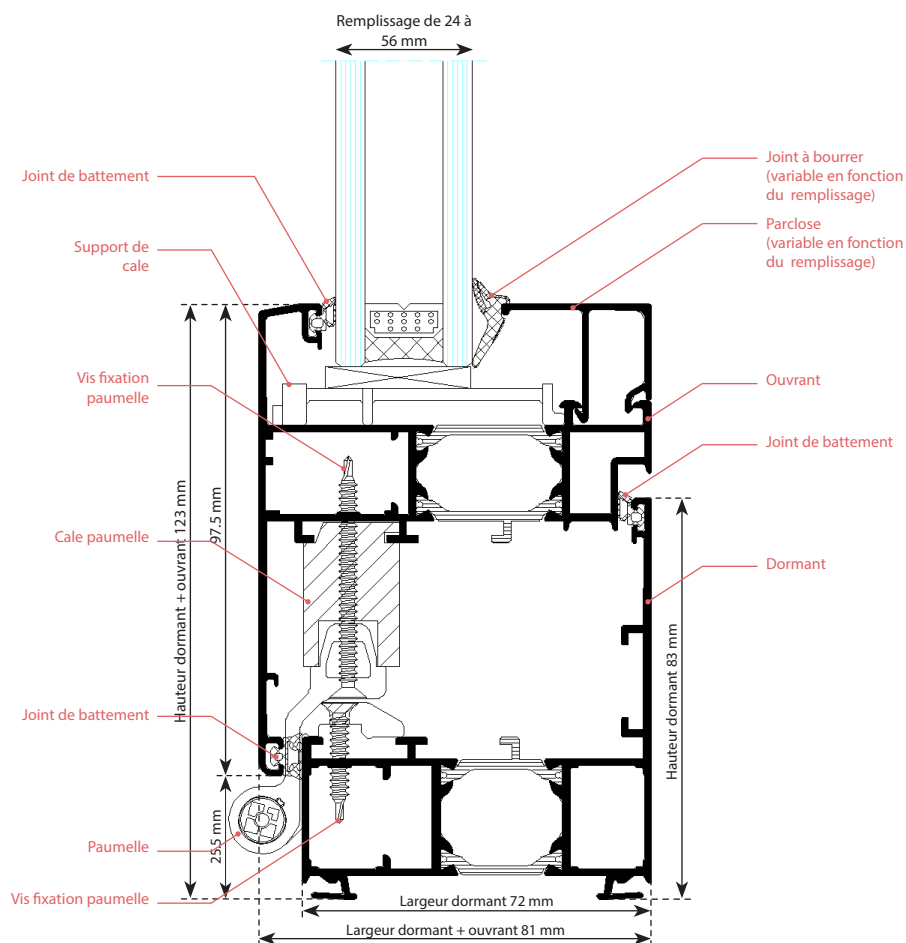 Remplissage de 24 à
56 mm
Joint de battement
Joint à bourrer
(variable en fonction
du remplissage)
Support de
cale
Parclose
(variable en fonction
du remplissage)
Vis fixation
paumelle
Ouvrant
Joint de battement
Hauteur dormant + ouvrant 123 mm
97.5 mm
Cale paumelle
Dormant
Hauteur dormant 83 mm
Joint de battement
25.5 mm
Paumelle
Vis fixation paumelle
Largeur dormant 72 mm
Largeur dormant + ouvrant 81 mm